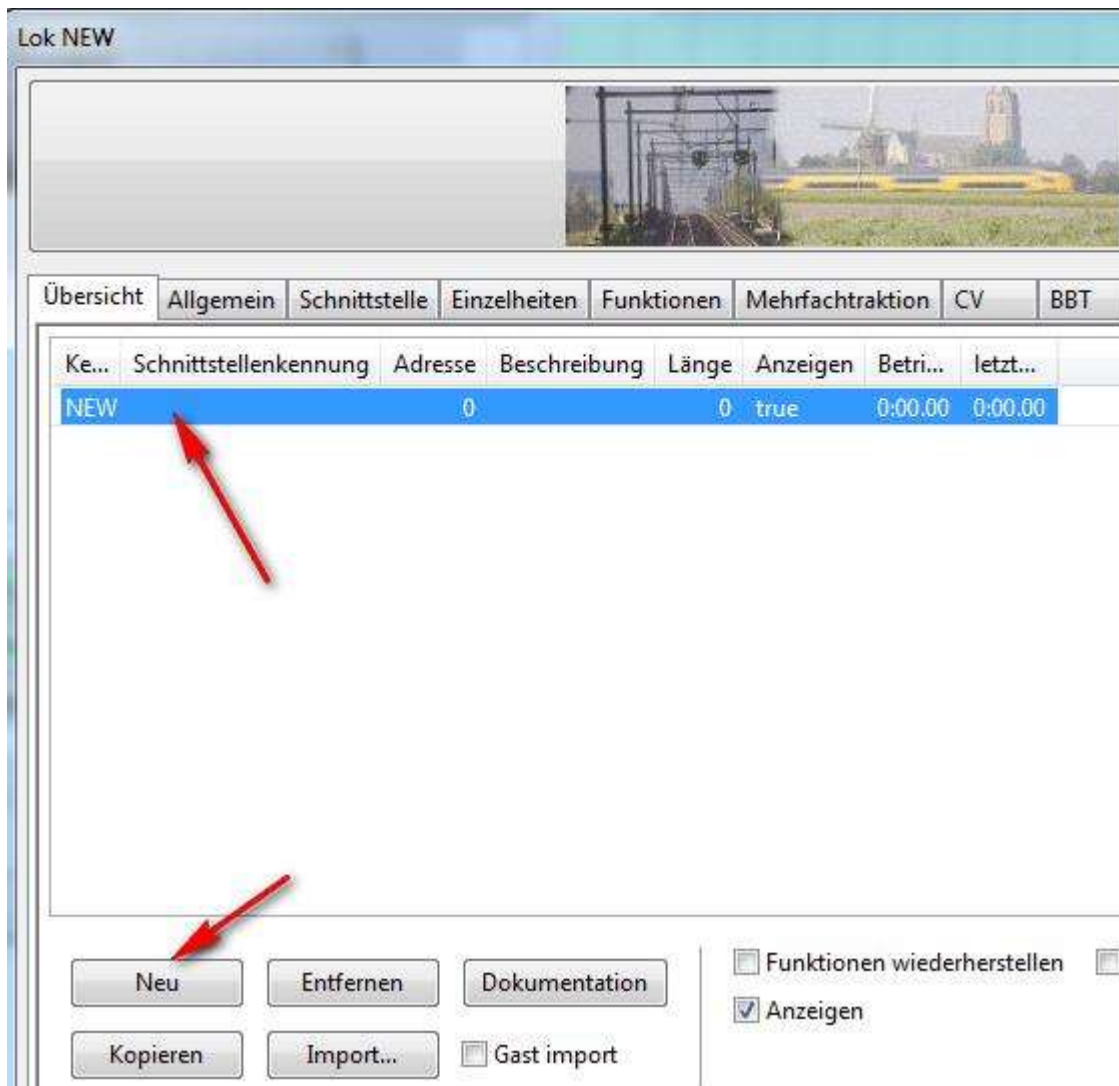 Lok NEW
Übersicht Allgemein Schnittstelle Einzelheiten Funktionen Mehrfachtraktion CV BBT
Ke... Schnittstellenkennung Adresse Beschreibung Länge Anzeigen Betri... letzt...
NEW 0 0 true 0:00.00 0:00.00
Neu Entfernen Dokumentation Funktionen wiederherstellen
Anzeigen
Kopieren Import... Gast import